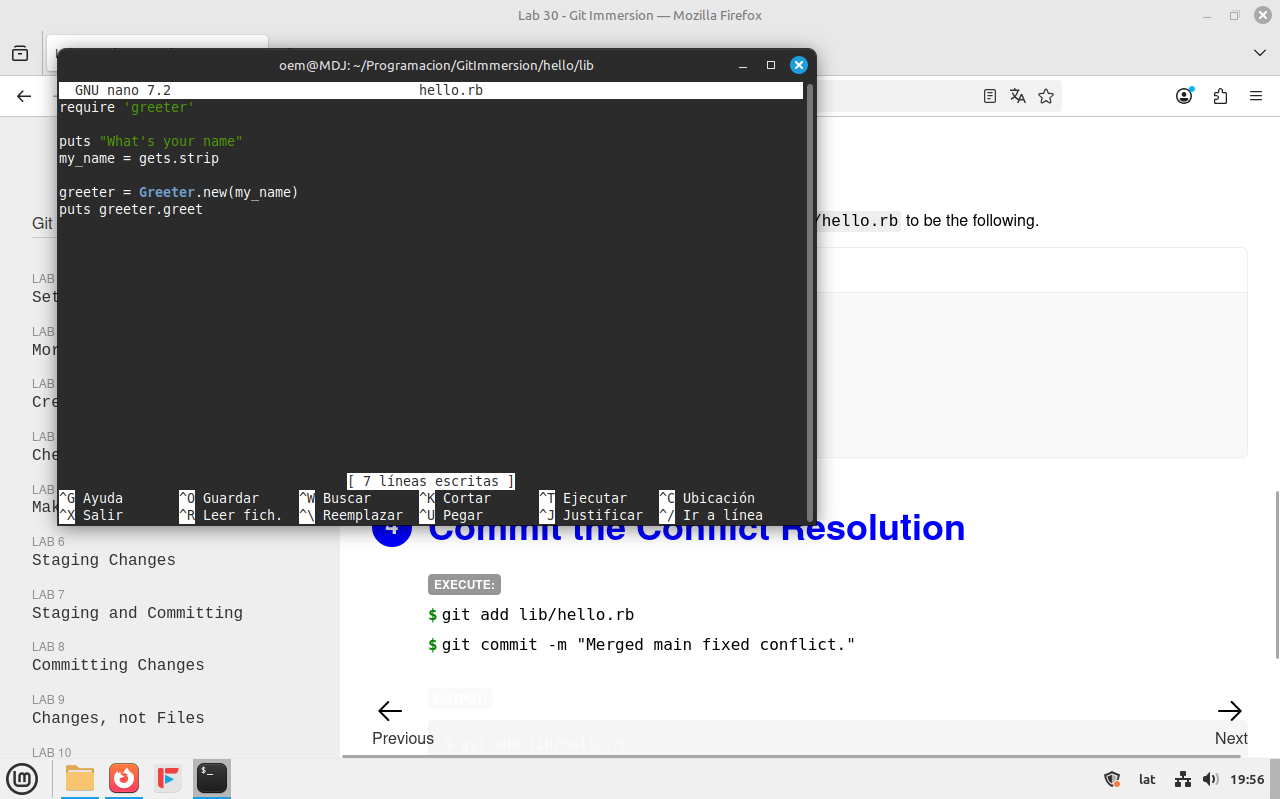 Lab 30 - Git Immersion — Mozilla Firefox
oem@MDJ: ~/Programacion/GitImmersion/hello/lib
GNU nano 7.2 hello.rb
require 'greeter'
puts "What's your name"
my_name = gets.strip
greeter = Greeter.new(my_name)
puts greeter.greet
[ 7 líneas escritas ]
^G Ayuda ^O Guardar ^W Buscar ^K Cortar ^T Ejecutar ^C Ubicación
^X Salir ^R Leer fich. ^\ Reemplazar ^U Pegar ^J Justificar ^/ Ir a línea
/hello.rb to be the following.
Git
LAB
Set
LAB
Mor
LAB
Cre
LAB
Che
LAB
Mak
LAB 6
Staging Changes
LAB 7
Staging and Committing
LAB 8
Committing Changes
LAB 9
Changes, not Files
LAB 10
4 Commit the Conflict Resolution
EXECUTE:
$ git add lib/hello.rb
$ git commit -m "Merged main fixed conflict."
OUTPUT:
$ git add lib/hello.rb
Previous
Next
lat 19:56